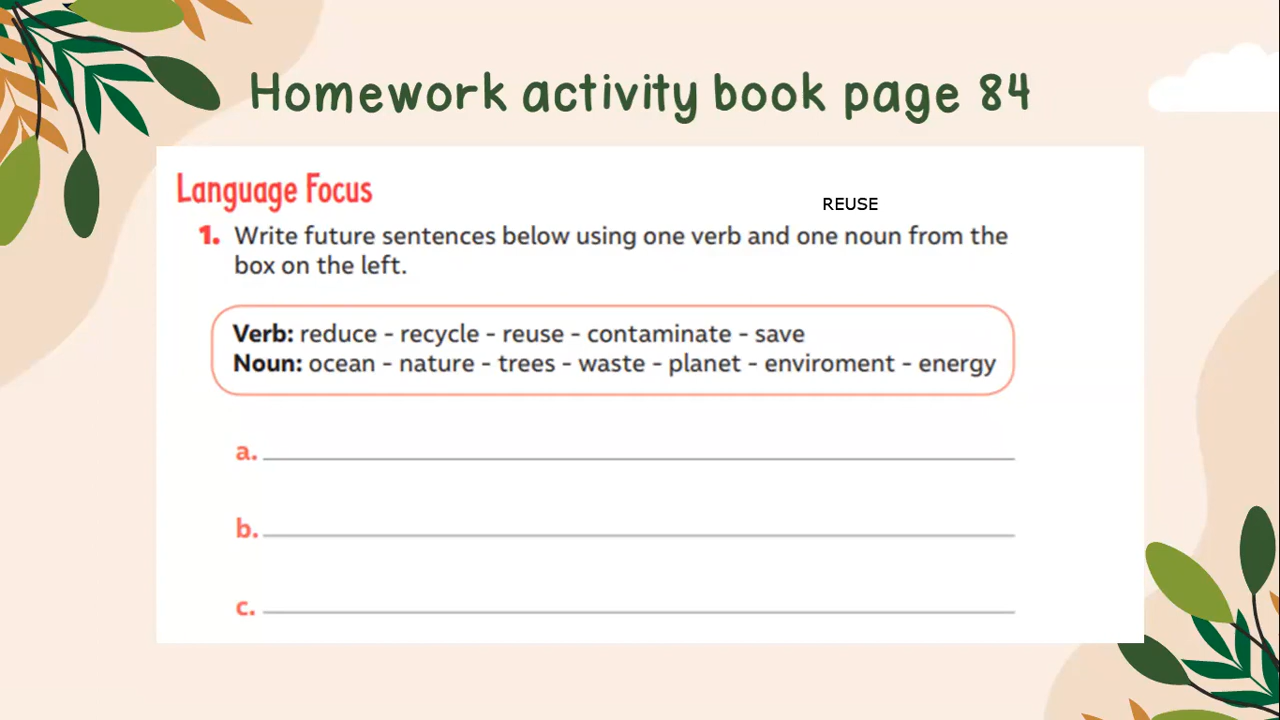 Homework activity book page 84
Language Focus
REUSE
1. Write future sentences below using one verb and one noun from the
box on the left.
Verb: reduce - recycle - reuse - contaminate - save
Noun: ocean - nature - trees - waste - planet - enviroment - energy
a.
b.
c.